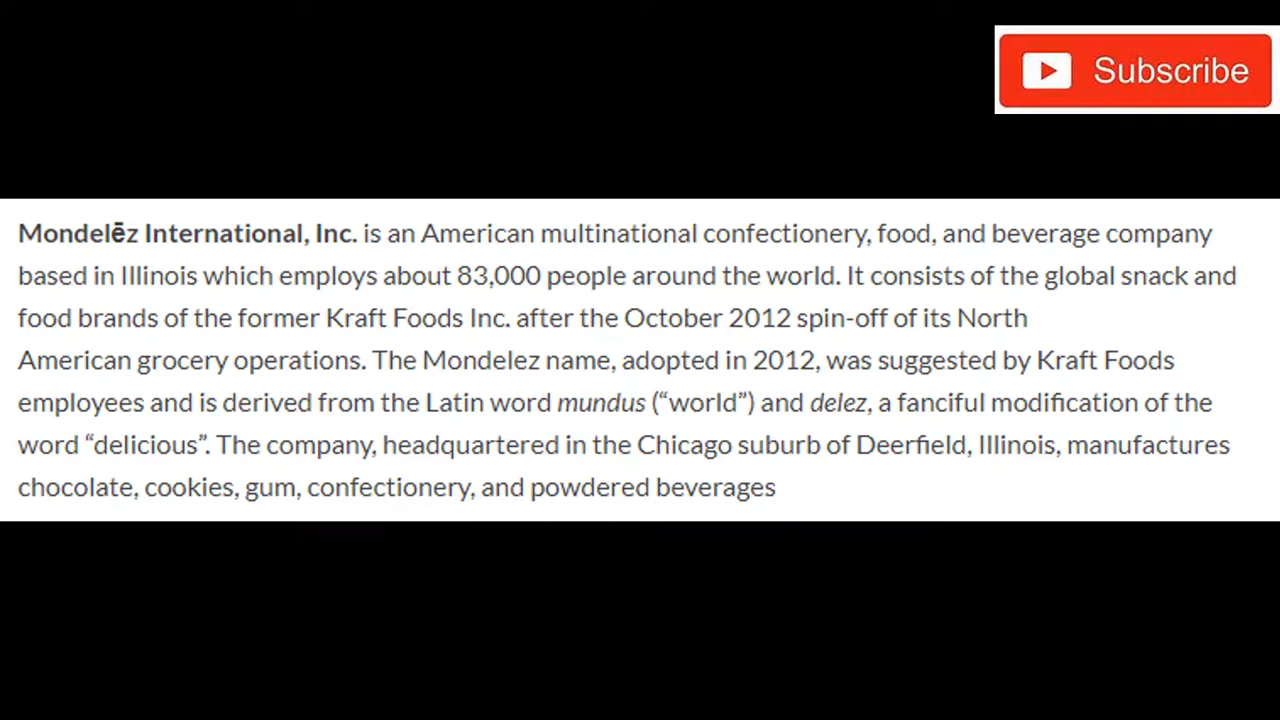 Subscribe
Mondelēz International, Inc. is an American multinational confectionery, food, and beverage company
based in Illinois which employs about 83,000 people around the world. It consists of the global snack and
food brands of the former Kraft Foods Inc. after the October 2012 spin-off of its North
American grocery operations. The Mondelez name, adopted in 2012, was suggested by Kraft Foods
employees and is derived from the Latin word mundus (“world”) and delez, a fanciful modification of the
word “delicious”. The company, headquartered in the Chicago suburb of Deerfield, Illinois, manufactures
chocolate, cookies, gum, confectionery, and powdered beverages